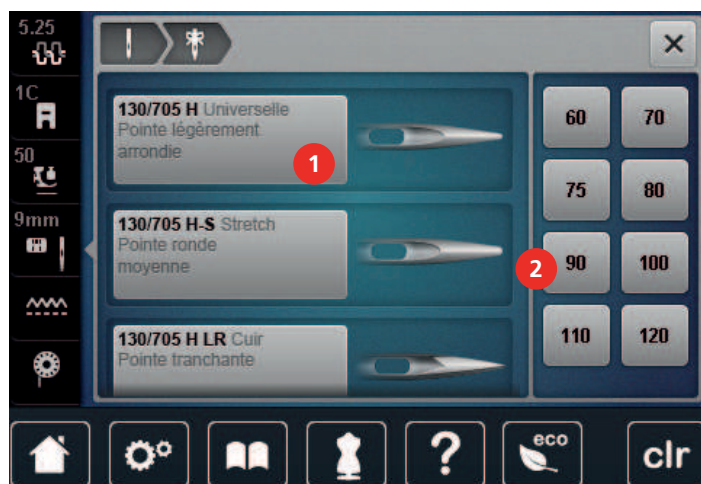 5.25
1C
50
9mm
130/705 H Universelle
Pointe légèrement
arrondie
1
130/705 H-S Stretch
Pointe ronde
moyenne
130/705 H LR Cuir
Pointe tranchante
2
60 70
75 80
90 100
110 120
?
eco
clr